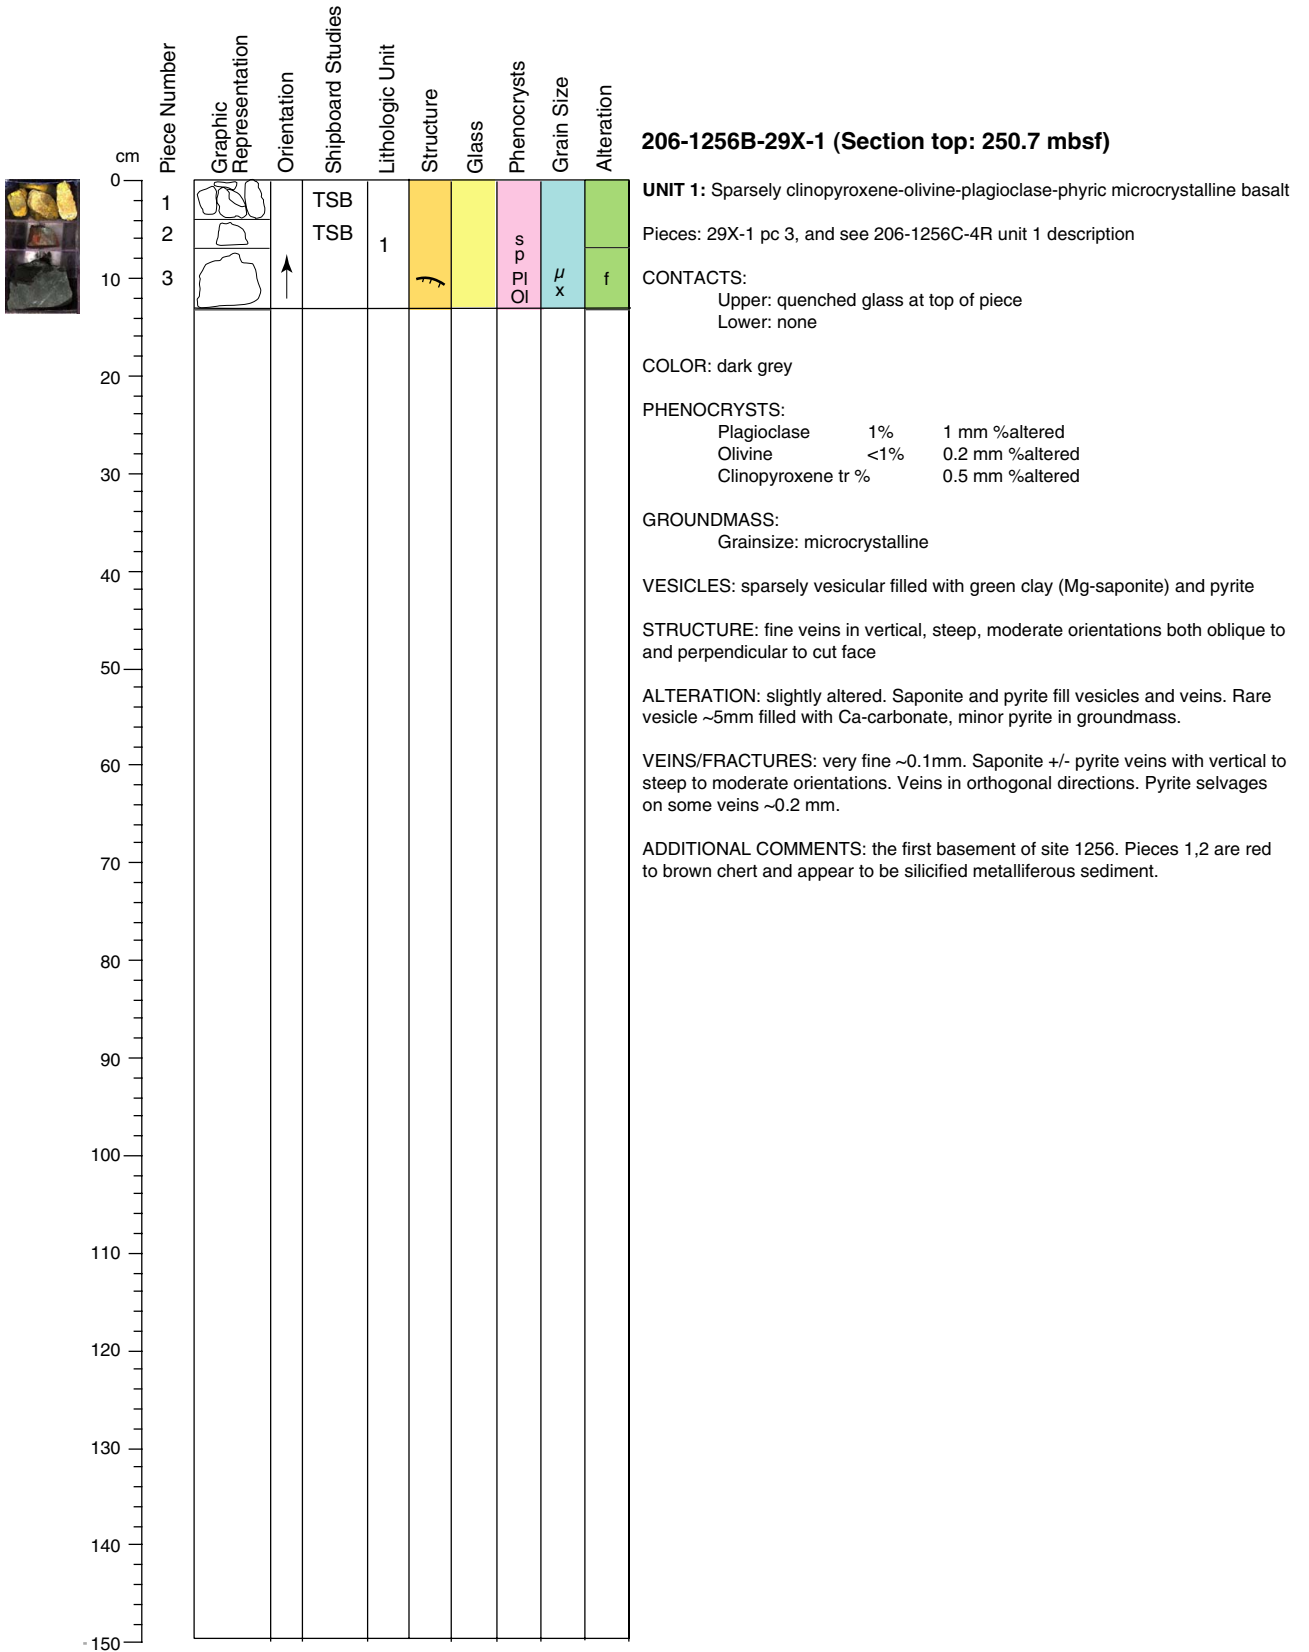 Piece Number
Graphic
Representation
Orientation
Shipboard Studies
Lithologic Unit
Structure
Glass
Phenocrysts
Grain Size
Alteration
cm
0
10
20
30
40
50
60
70
80
90
100
110
120
130
140
150
1
2
3
TSB
TSB
1
s
p
Pl
Ol
μ
x
f
206-1256B-29X-1 (Section top: 250.7 mbsf)
UNIT 1: Sparsely clinopyroxene-olivine-plagioclase-phyric microcrystalline basalt
Pieces: 29X-1 pc 3, and see 206-1256C-4R unit 1 description
CONTACTS:
Upper: quenched glass at top of piece
Lower: none
COLOR: dark grey
PHENOCRYSTS:
Plagioclase 1% 1 mm %altered
Olivine <1% 0.2 mm %altered
Clinopyroxene tr % 0.5 mm %altered
GROUNDMASS:
Grainsize: microcrystalline
VESICLES: sparsely vesicular filled with green clay (Mg-saponite) and pyrite
STRUCTURE: fine veins in vertical, steep, moderate orientations both oblique to
and perpendicular to cut face
ALTERATION: slightly altered. Saponite and pyrite fill vesicles and veins. Rare
vesicle ~5mm filled with Ca-carbonate, minor pyrite in groundmass.
VEINS/FRACTURES: very fine ~0.1mm. Saponite +/- pyrite veins with vertical to
steep to moderate orientations. Veins in orthogonal directions. Pyrite selvages
on some veins ~0.2 mm.
ADDITIONAL COMMENTS: the first basement of site 1256. Pieces 1,2 are red
to brown chert and appear to be silicified metalliferous sediment.